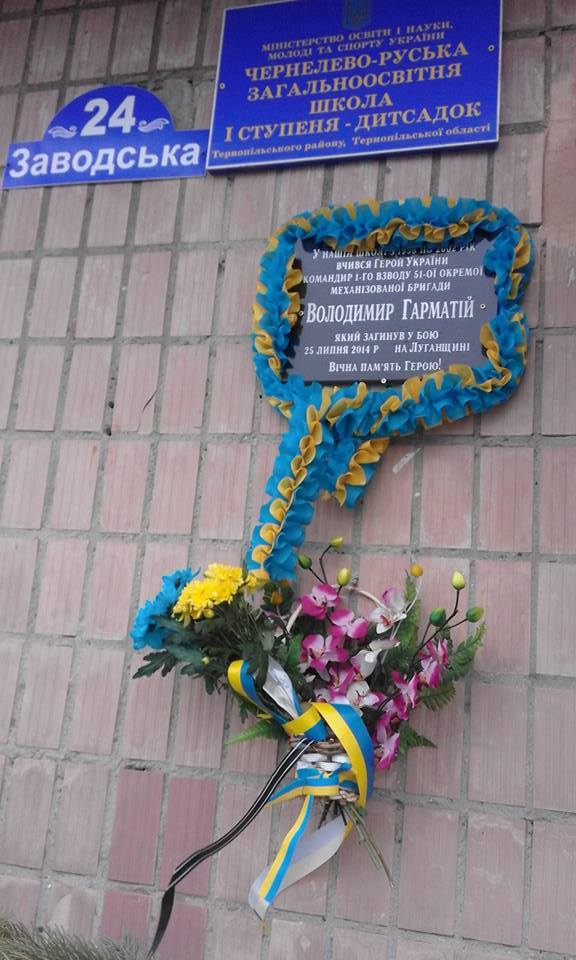 МІНІСТЕРСТВО ОСВІТИ І НАУКИ,
МОЛОДІ ТА СПОРТУ УКРАЇНИ
ЧЕРНЕЛЕВО-РУСЬКА
ЗАГАЛЬНООСВІТНЯ
ШКОЛА
І СТУПЕНЯ - ДИТСАДОК
Тернопільського району, Тернопільської області
24
Заводська
У НАШІЙ ШКОЛІ З 1998 ПО 2002 РІК
ВЧИВСЯ ГЕРОЙ УКРАЇНИ
КОМАНДИР 1-ГО ВЗВОДУ 51-ОЇ ОКРЕМОЇ
МЕХАНІЗОВАНОЇ БРИГАДИ
ВОЛОДИМИР ГАРМАТІЙ
ЯКИЙ ЗАГИНУВ У БОЮ
25 ЛИПНЯ 2014 Р НА ЛУГАНЩИНІ
ВІЧНА ПАМ'ЯТЬ ГЕРОЮ!